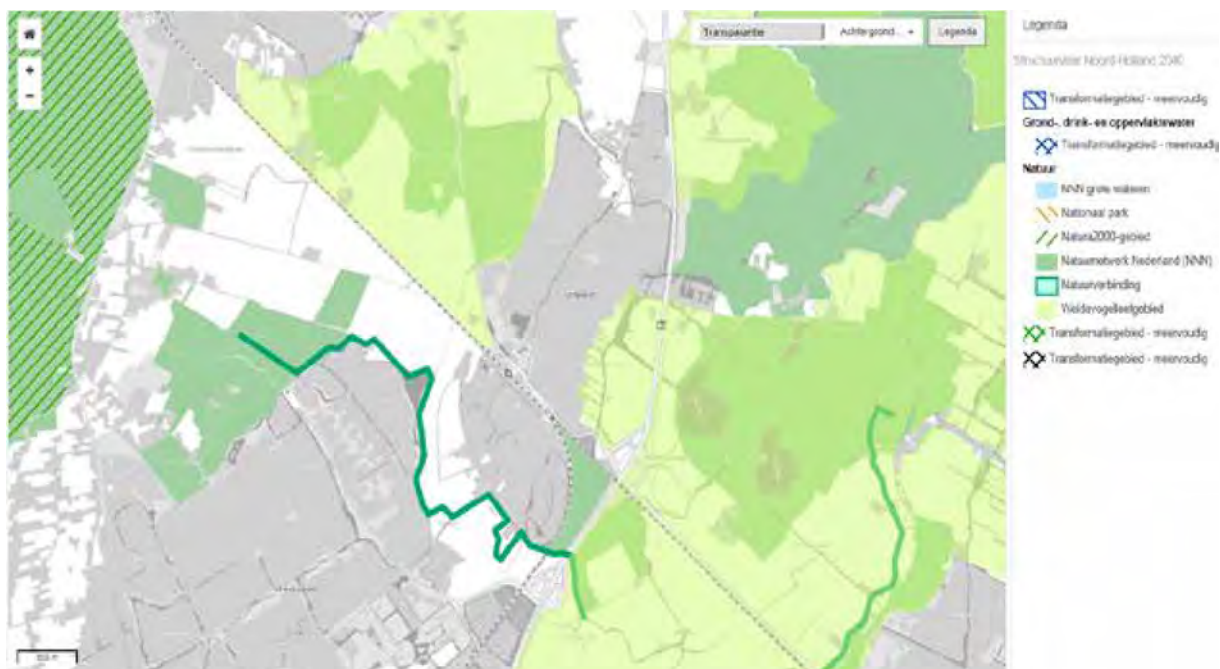 +
-
Transparantie
Achtergrond...
Legenda
Legenda
Structuurvisie Noord-Holland 2040
Transformatiegebied - meervoudig
Grond-, drink- en oppervlaktewater
Transformatiegebied - meervoudig
Natuur
NNN grote wateren
Nationaal park
Natura2000-gebied
Natuurnetwerk Nederland (NNN)
Natuurverbinding
Weidevogelleefgebied
Transformatiegebied - meervoudig
Transformatiegebied - meervoudig